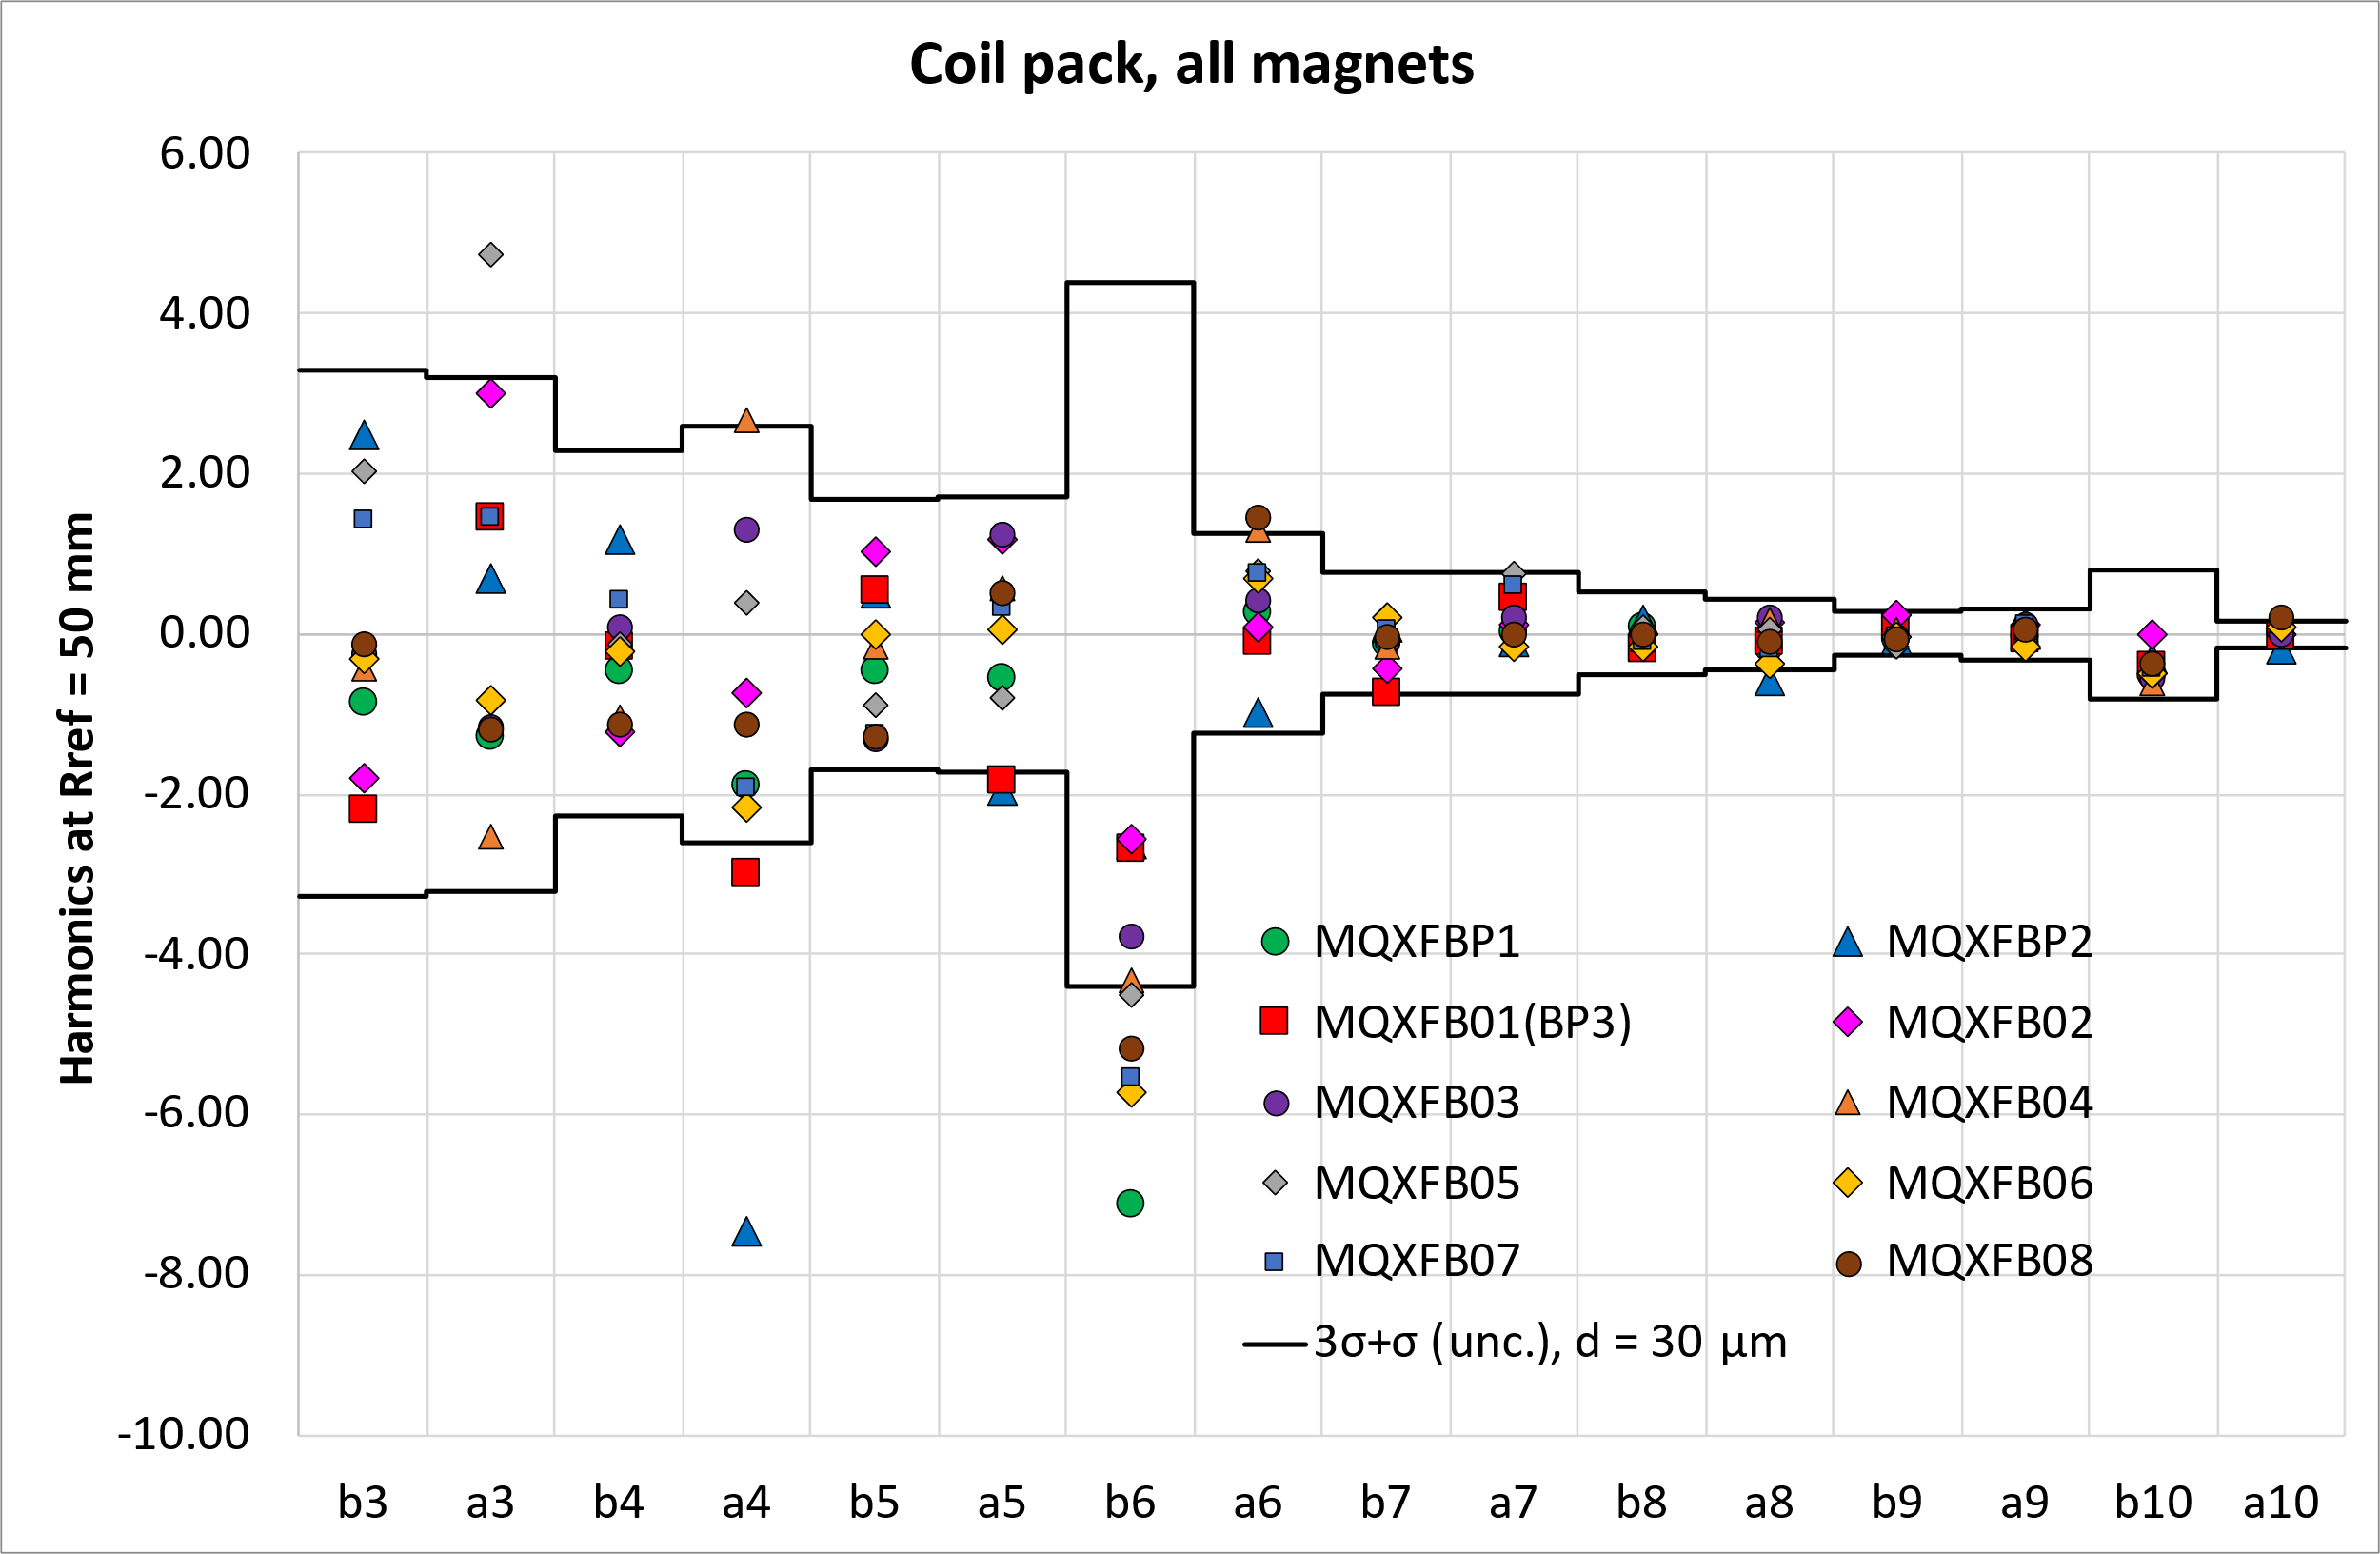 Coil pack, all magnets
6.00
4.00
2.00
0.00
-2.00
-4.00
-6.00
-8.00
-10.00
Harmonics at Rref = 50 mm
b3 a3 b4 a4 b5 a5 b6 a6 b7 a7 b8 a8 b9 a9 b10 a10
MQXFBP1 MQXFBP2
MQXFB01(BP3) MQXFB02
MQXFB03 MQXFB04
MQXFB05 MQXFB06
MQXFB07 MQXFB08
3σ+σ (unc.), d = 30 μm